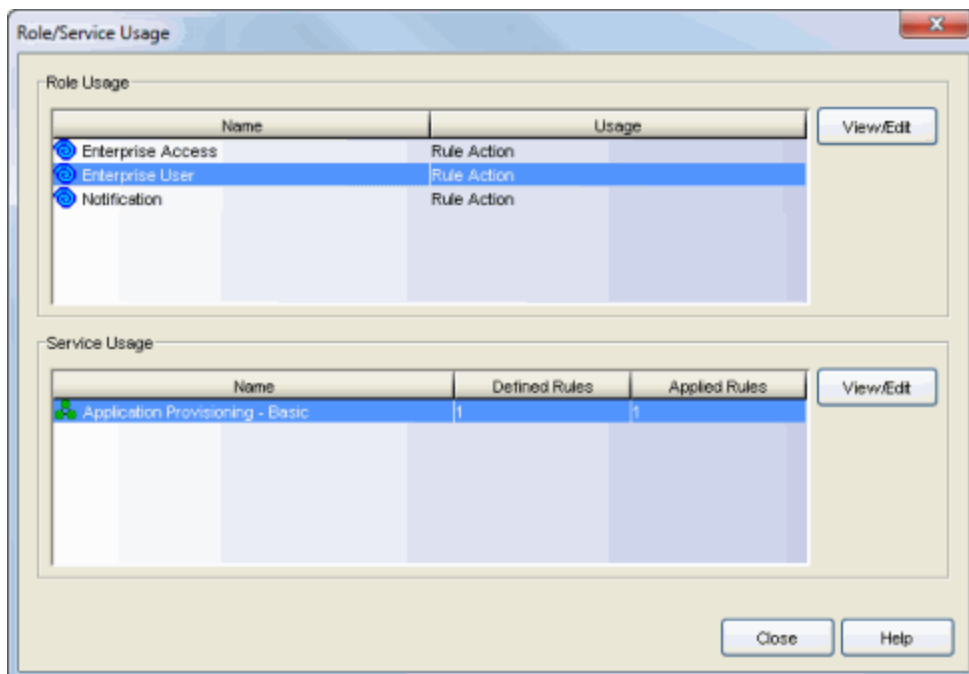 Role/Service Usage
Role Usage
Name Usage View/Edit
Enterprise Access Rule Action
Enterprise User Rule Action
Notification Rule Action
Service Usage
Name Defined Rules Applied Rules View/Edit
Application Provisioning - Basic 1 1
Close Help